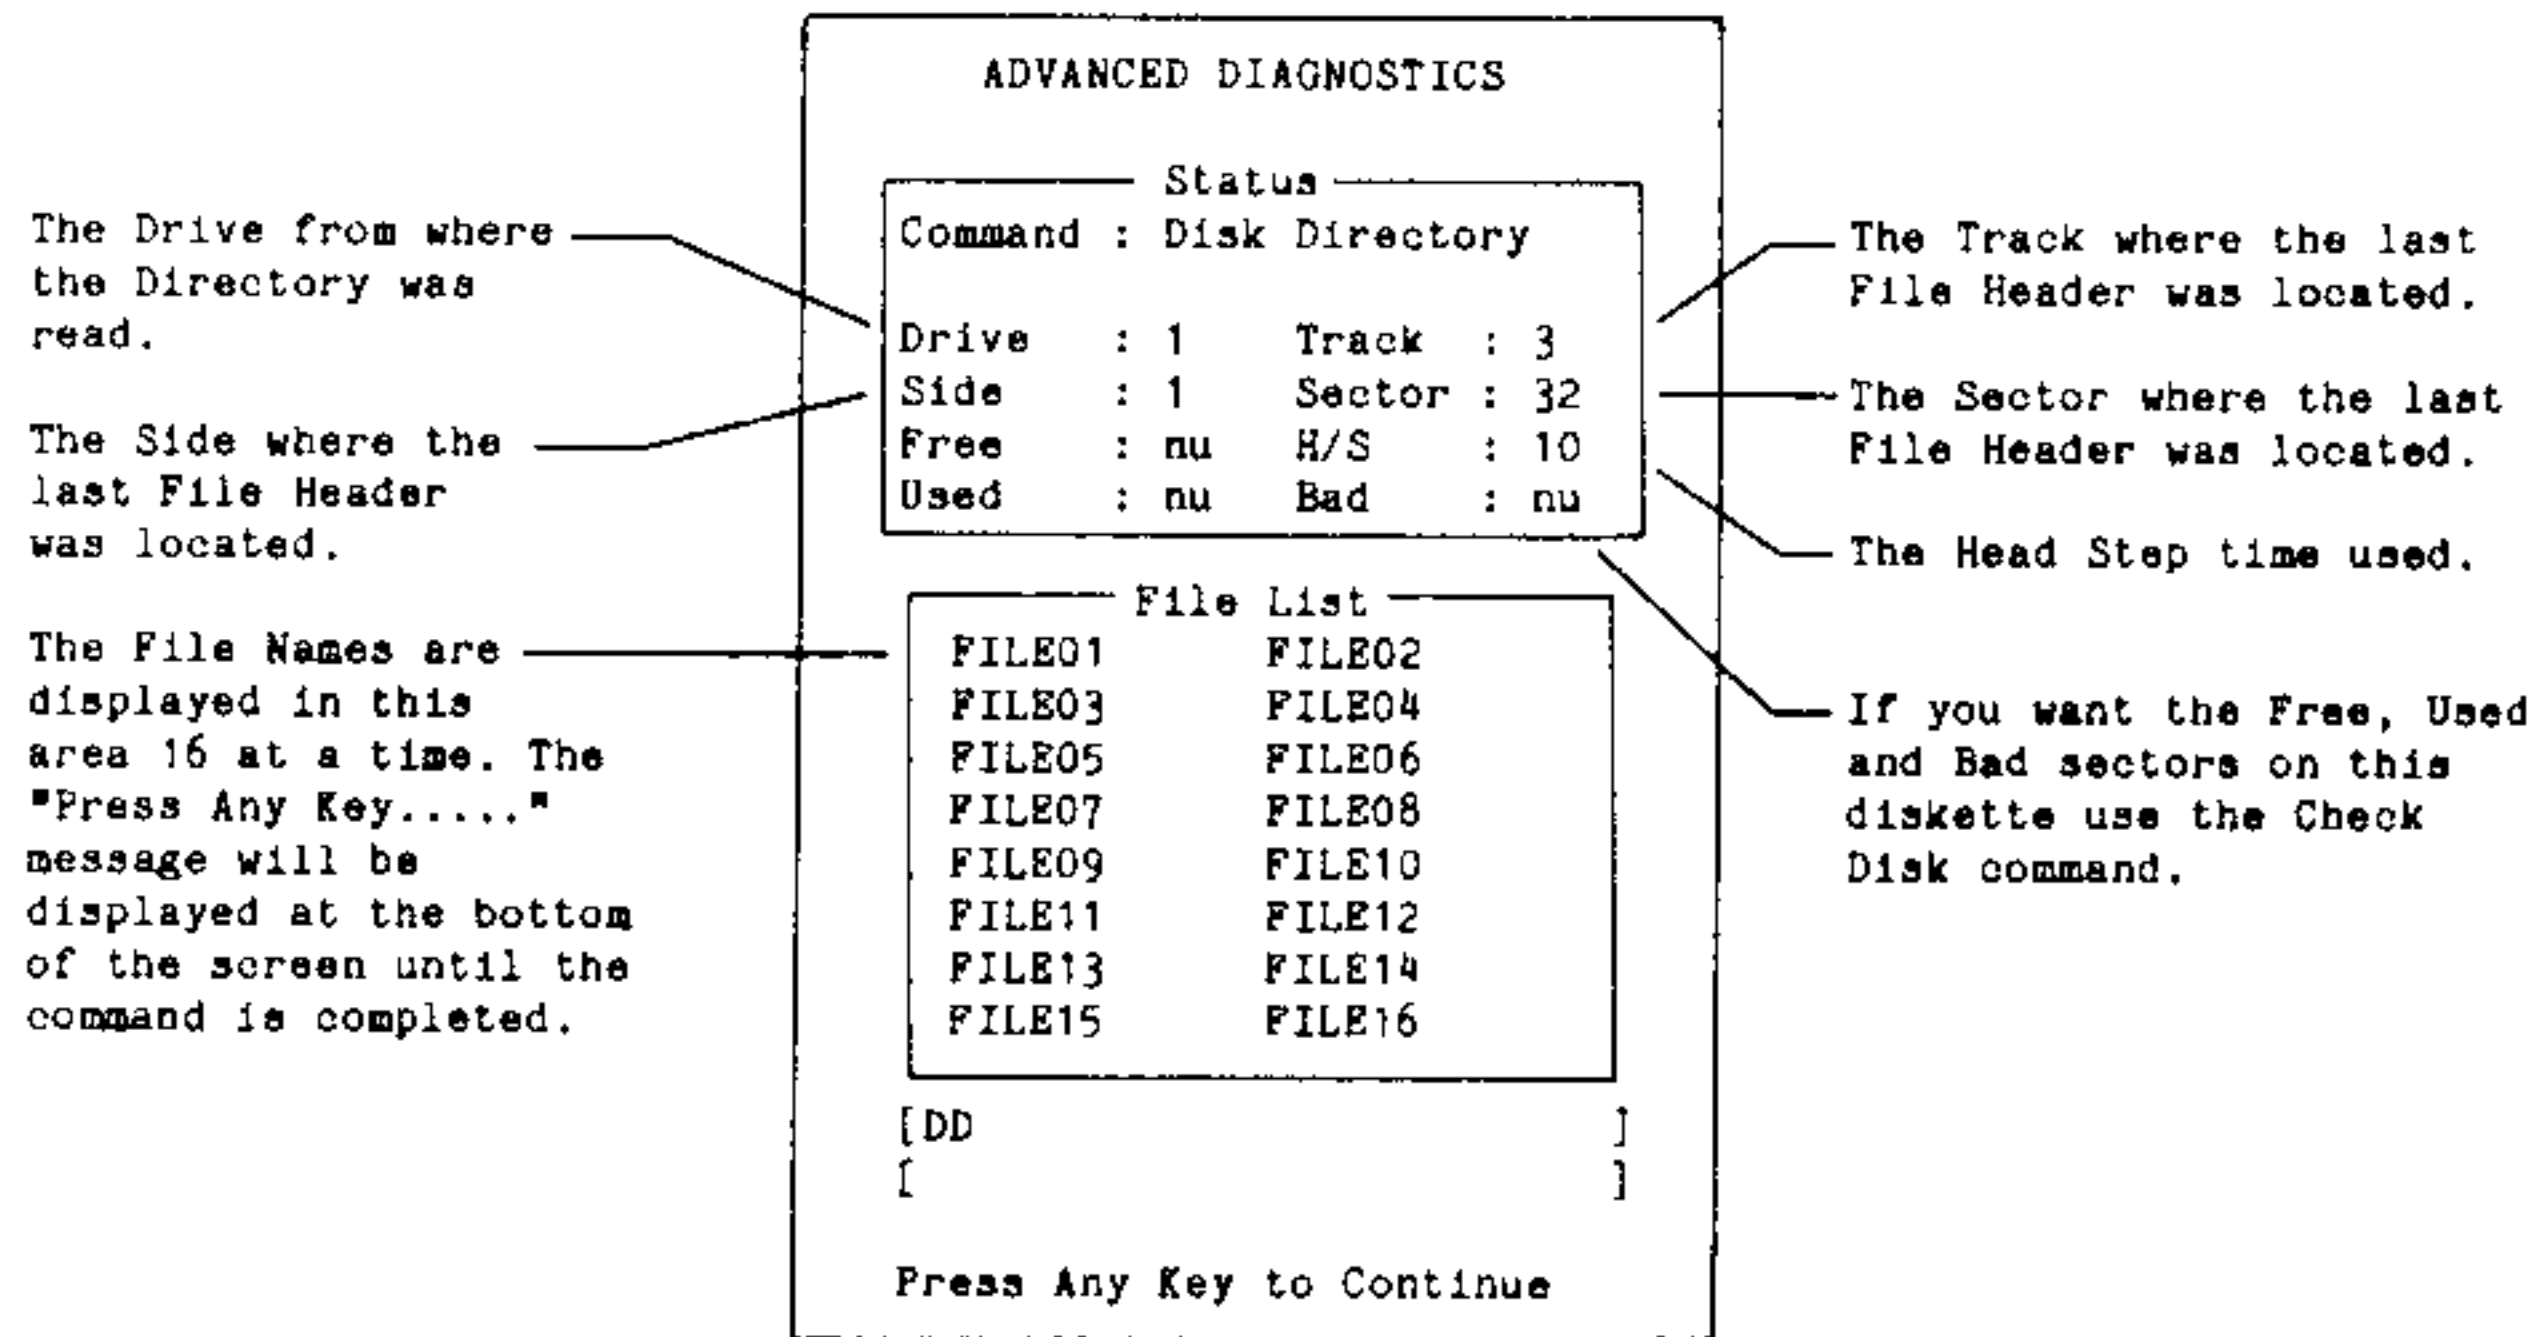 ADVANCED DIAGNOSTICS
Status
Command : Disk Directory
Drive : 1 Track : 3
Side : 1 Sector : 32
Free : nu H/S : 10
Used : nu Bad : nu
File List
FILE01 FILE02
FILE03 FILE04
FILE05 FILE06
FILE07 FILE08
FILE09 FILE10
FILE11 FILE12
FILE13 FILE14
FILE15 FILE16
[DD ]
[ ]
Press Any Key to Continue
The Drive from where
the Directory was
read.
The Side where the
last File Header
was located.
The File Names are
displayed in this
area 16 at a time. The
"Press Any Key....."
message will be
displayed at the bottom
of the screen until the
command is completed.
The Track where the last
File Header was located.
The Sector where the last
File Header was located.
The Head Step time used.
If you want the Free, Used
and Bad sectors on this
diskette use the Check
Disk command.